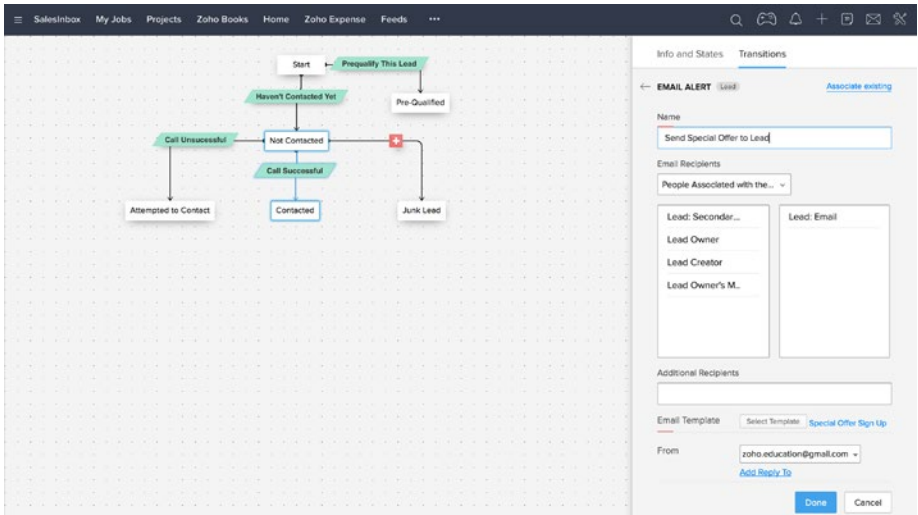 SalesInbox My Jobs Projects Zoho Books Home Zoho Expense Feeds ...
Start
Prequalify This Lead
Haven't Contacted Yet
Pre-Qualified
Call Unsucessful
Not Contacted
Call Successful
Attempted to Contact
Contacted
Junk Lead
Info and States Transitions
EMAIL ALERT Lead Associate existing
Name
Send Special Offer to Lead
Email Recipients
People Associated with the...
Lead: Secondar...
Lead Owner
Lead Creator
Lead Owner's M..
Lead: Email
Additional Recipients
Email Template Select Template Special Offer Sign Up
From zoho.education@gmail.com
Add Reply To
Done Cancel